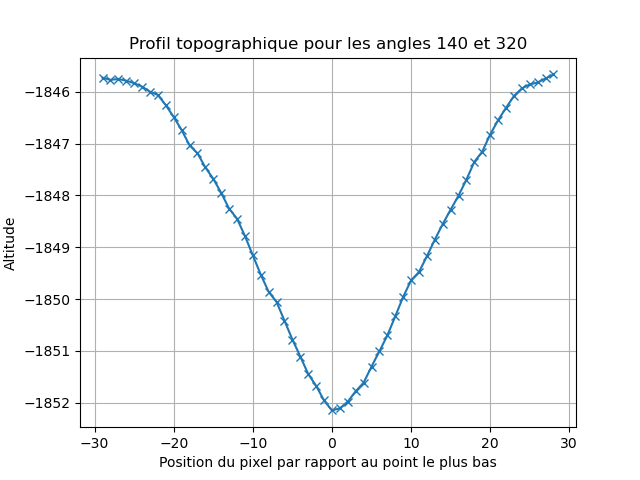 Profil topographique pour les angles 140 et 320
Altitude
−1846
−1847
−1848
−1849
−1850
−1851
−1852
−30 −20 −10 0 10 20 30
Position du pixel par rapport au point le plus bas